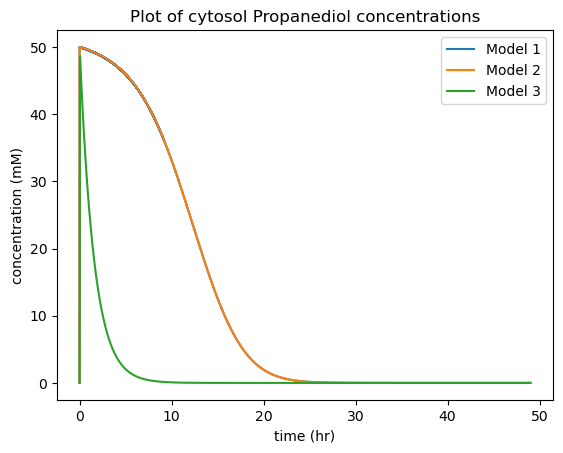 Plot of cytosol Propanediol concentrations
Model 1
Model 2
Model 3
concentration (mM)
50
40
30
20
10
0
0 10 20 30 40 50
time (hr)